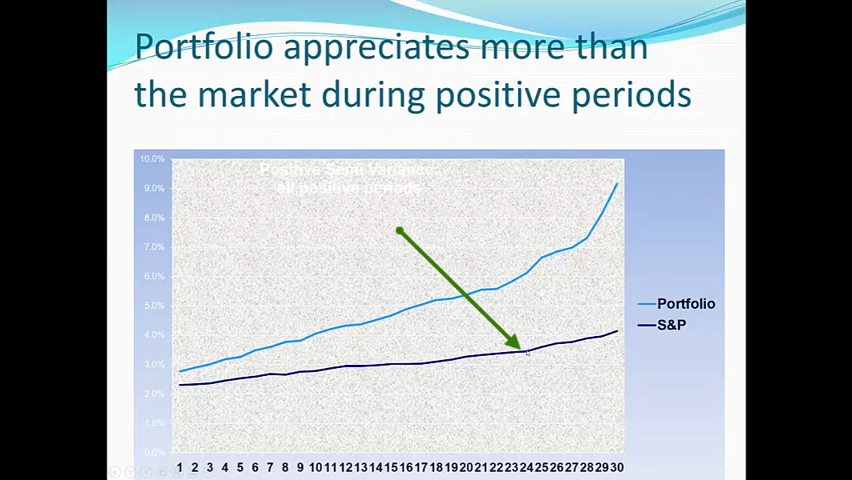 Portfolio appreciates more than
the market during positive periods
Positive Semi Variance
all positive periods
10.0%
9.0%
8.0%
7.0%
6.0%
5.0%
4.0%
3.0%
2.0%
1.0%
0.0%
Portfolio
S&P
1 2 3 4 5 6 7 8 9 10 11 12 13 14 15 16 17 18 19 20 21 22 23 24 25 26 27 28 29 30